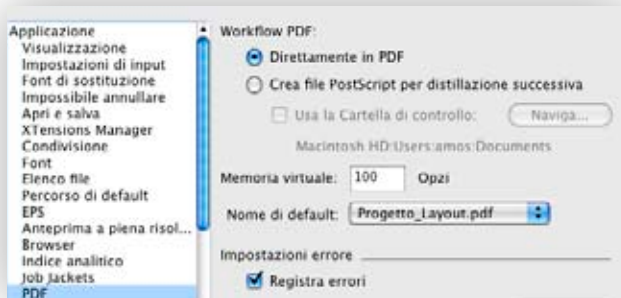 Applicazione
Visualizzazione
Impostazioni di input
Font di sostituzione
Impossibile annullare
Apri e salva
XTensions Manager
Condivisione
Font
Elenco file
Percorso di default
EPS
Anteprima a piena risol...
Browser
Indice analitico
Job Jackets
PDF
Workflow PDF:
Direttamente in PDF
Crea file PostScript per distillazione successiva
Usa la Cartella di controllo:
Naviga...
Macintosh HD:Users:amos:Documents
Memoria virtuale: 100 Opzi
Nome di default: Progetto_Layout.pdf
Impostazioni errore
Registra errori